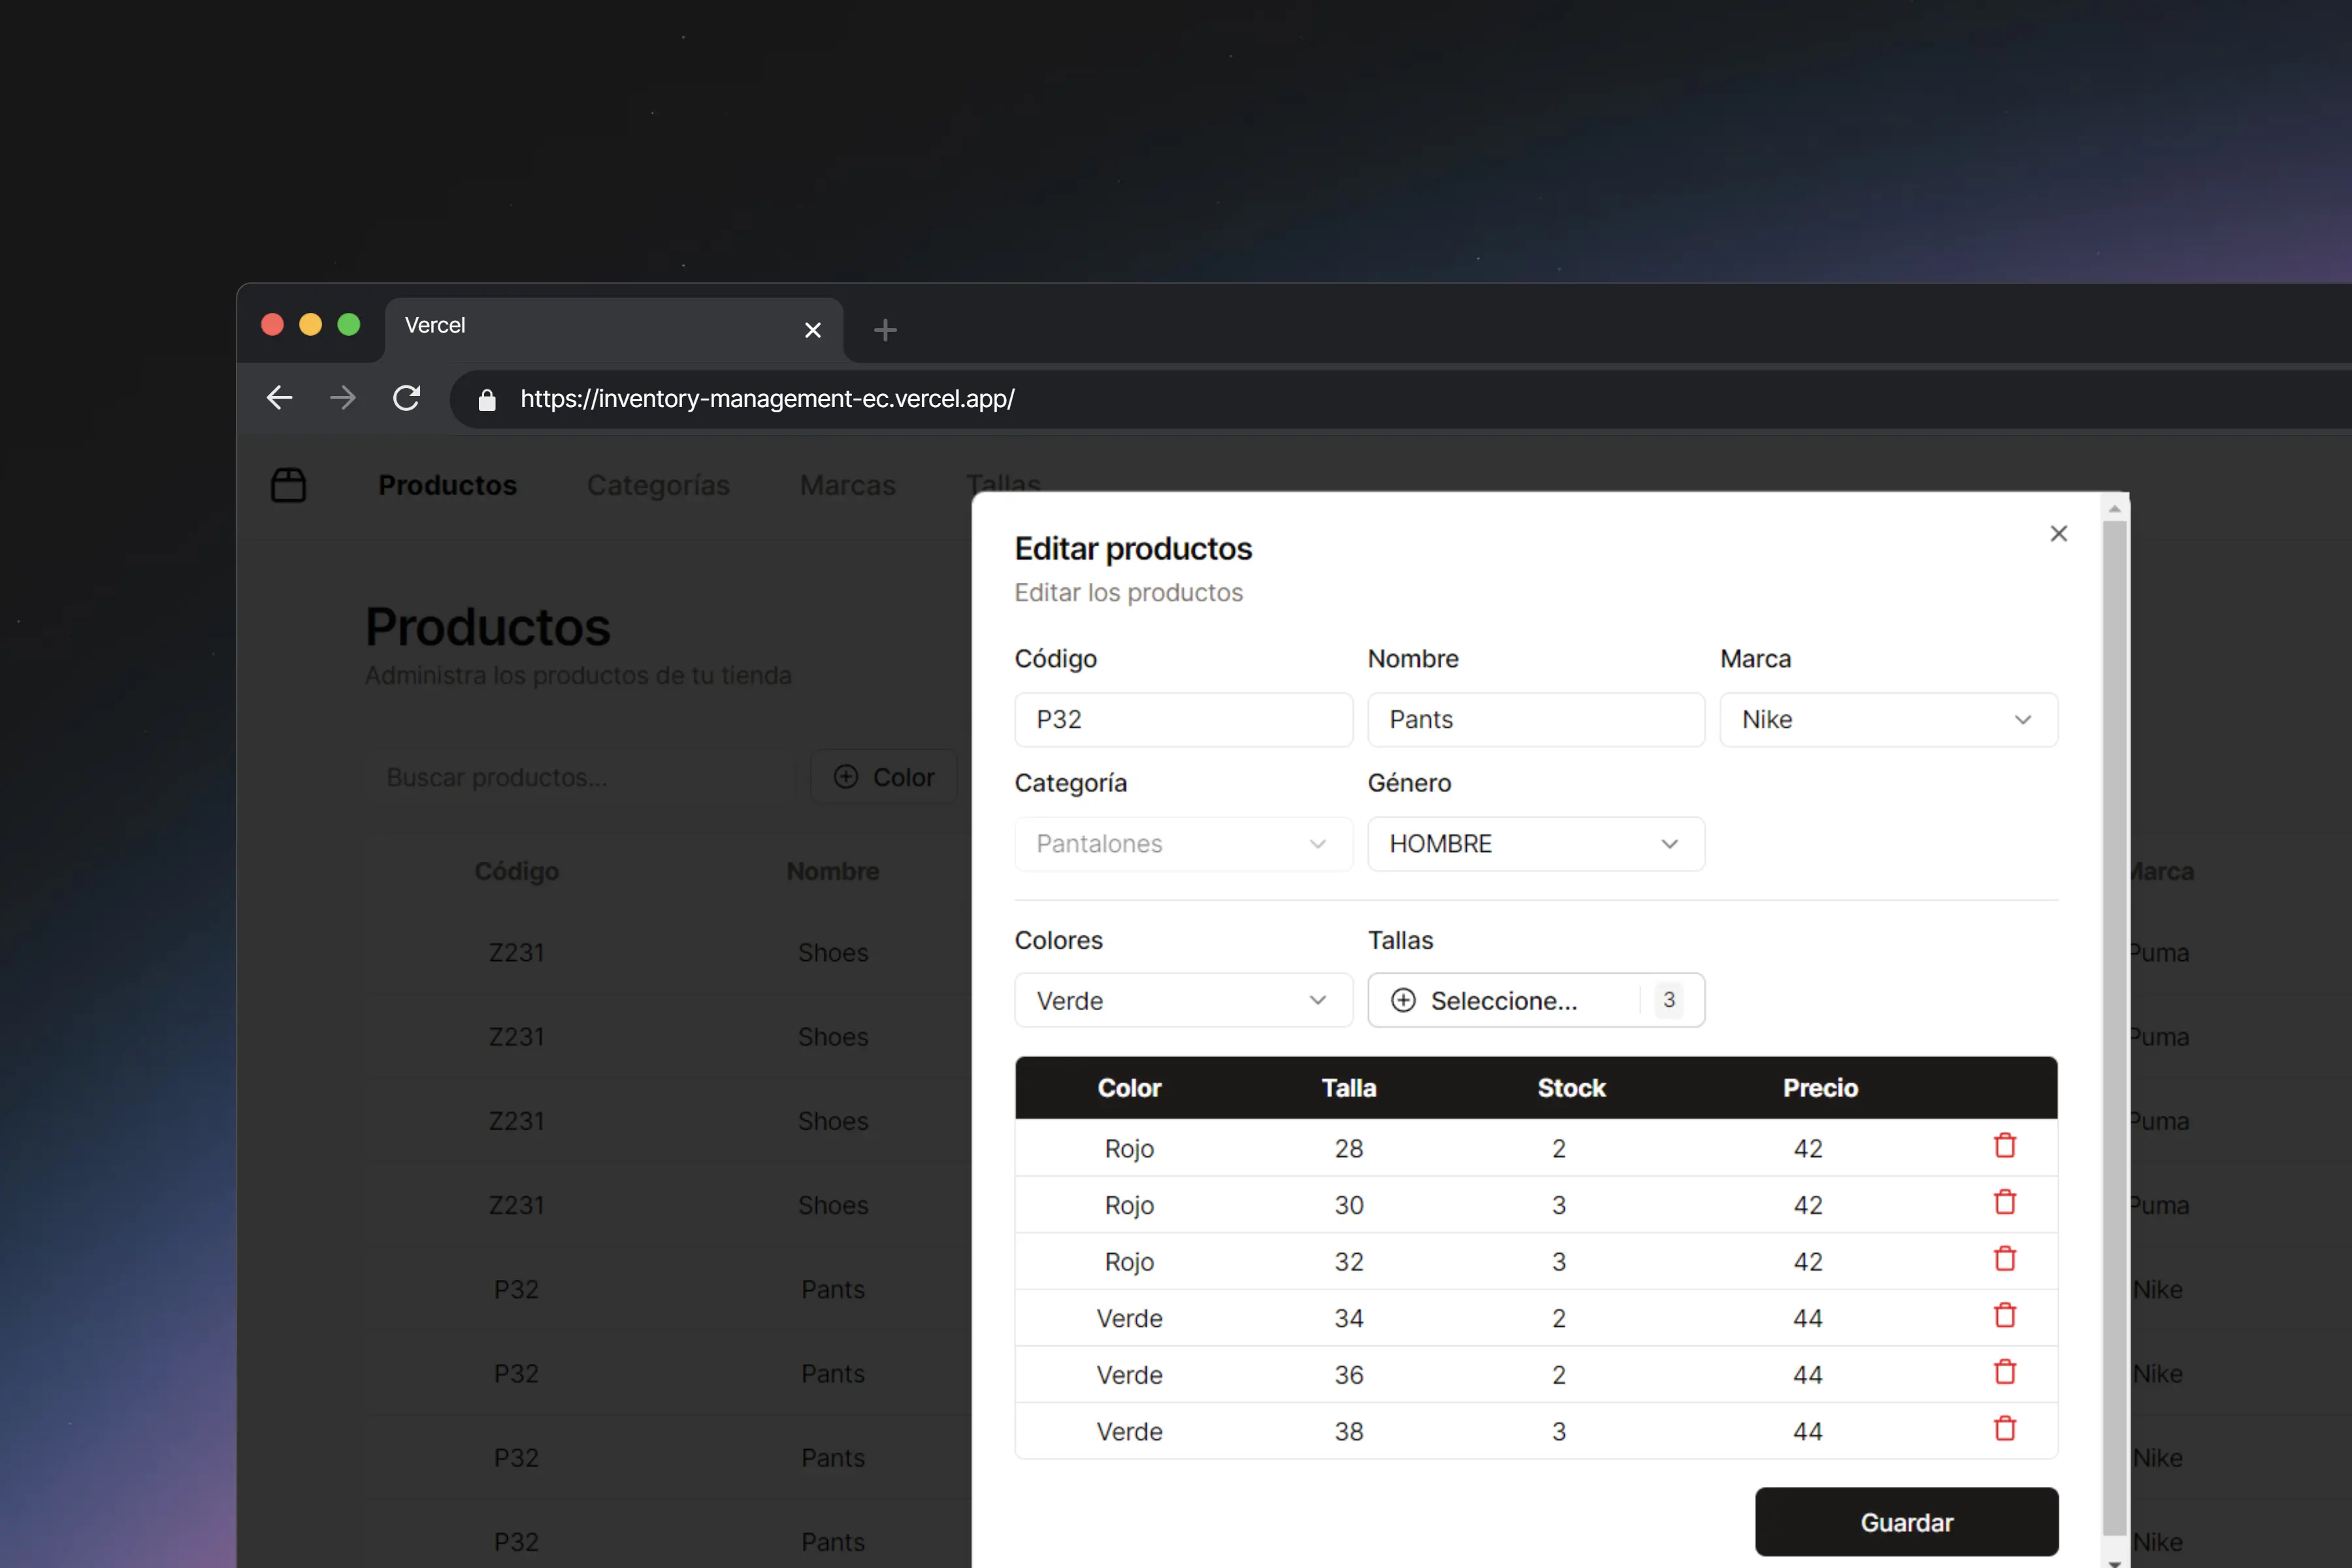 Vercel
https://inventory-management-ec.vercel.app/
Productos Categorías Marcas Tallas
Productos
Administra los productos de tu tienda
Buscar productos... Color
Código Nombre Marca
Z231 Shoes Puma
Z231 Shoes Puma
Z231 Shoes Puma
Z231 Shoes Puma
P32 Pants Nike
P32 Pants Nike
P32 Pants Nike
P32 Pants Nike
Editar productos
Editar los productos
Código Nombre Marca
P32 Pants Nike
Categoría Género
Pantalones HOMBRE
Colores Tallas
Verde Seleccione... 3
Color Talla Stock Precio
Rojo 28 2 42
Rojo 30 3 42
Rojo 32 3 42
Verde 34 2 44
Verde 36 2 44
Verde 38 3 44
Guardar